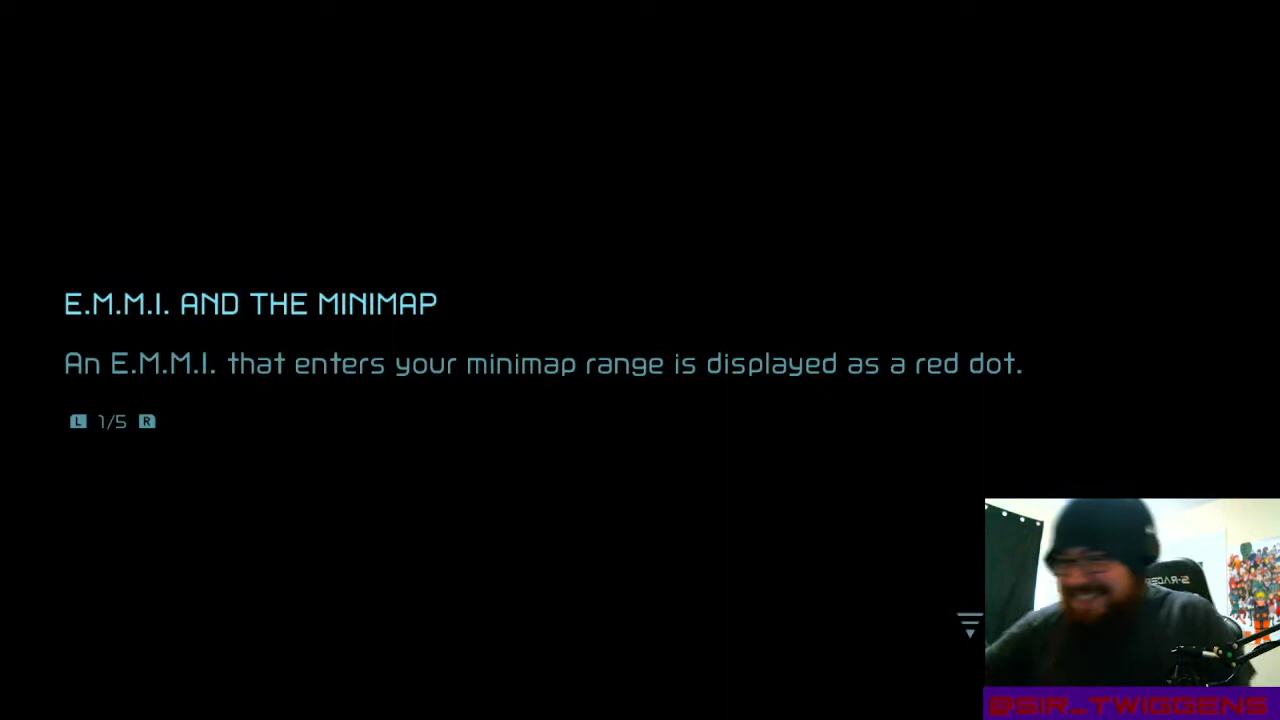 E.M.M.I. AND THE MINIMAP
An E.M.M.I. that enters your minimap range is displayed as a red dot.
L 1/5 R
@SIR_TWIGGENS